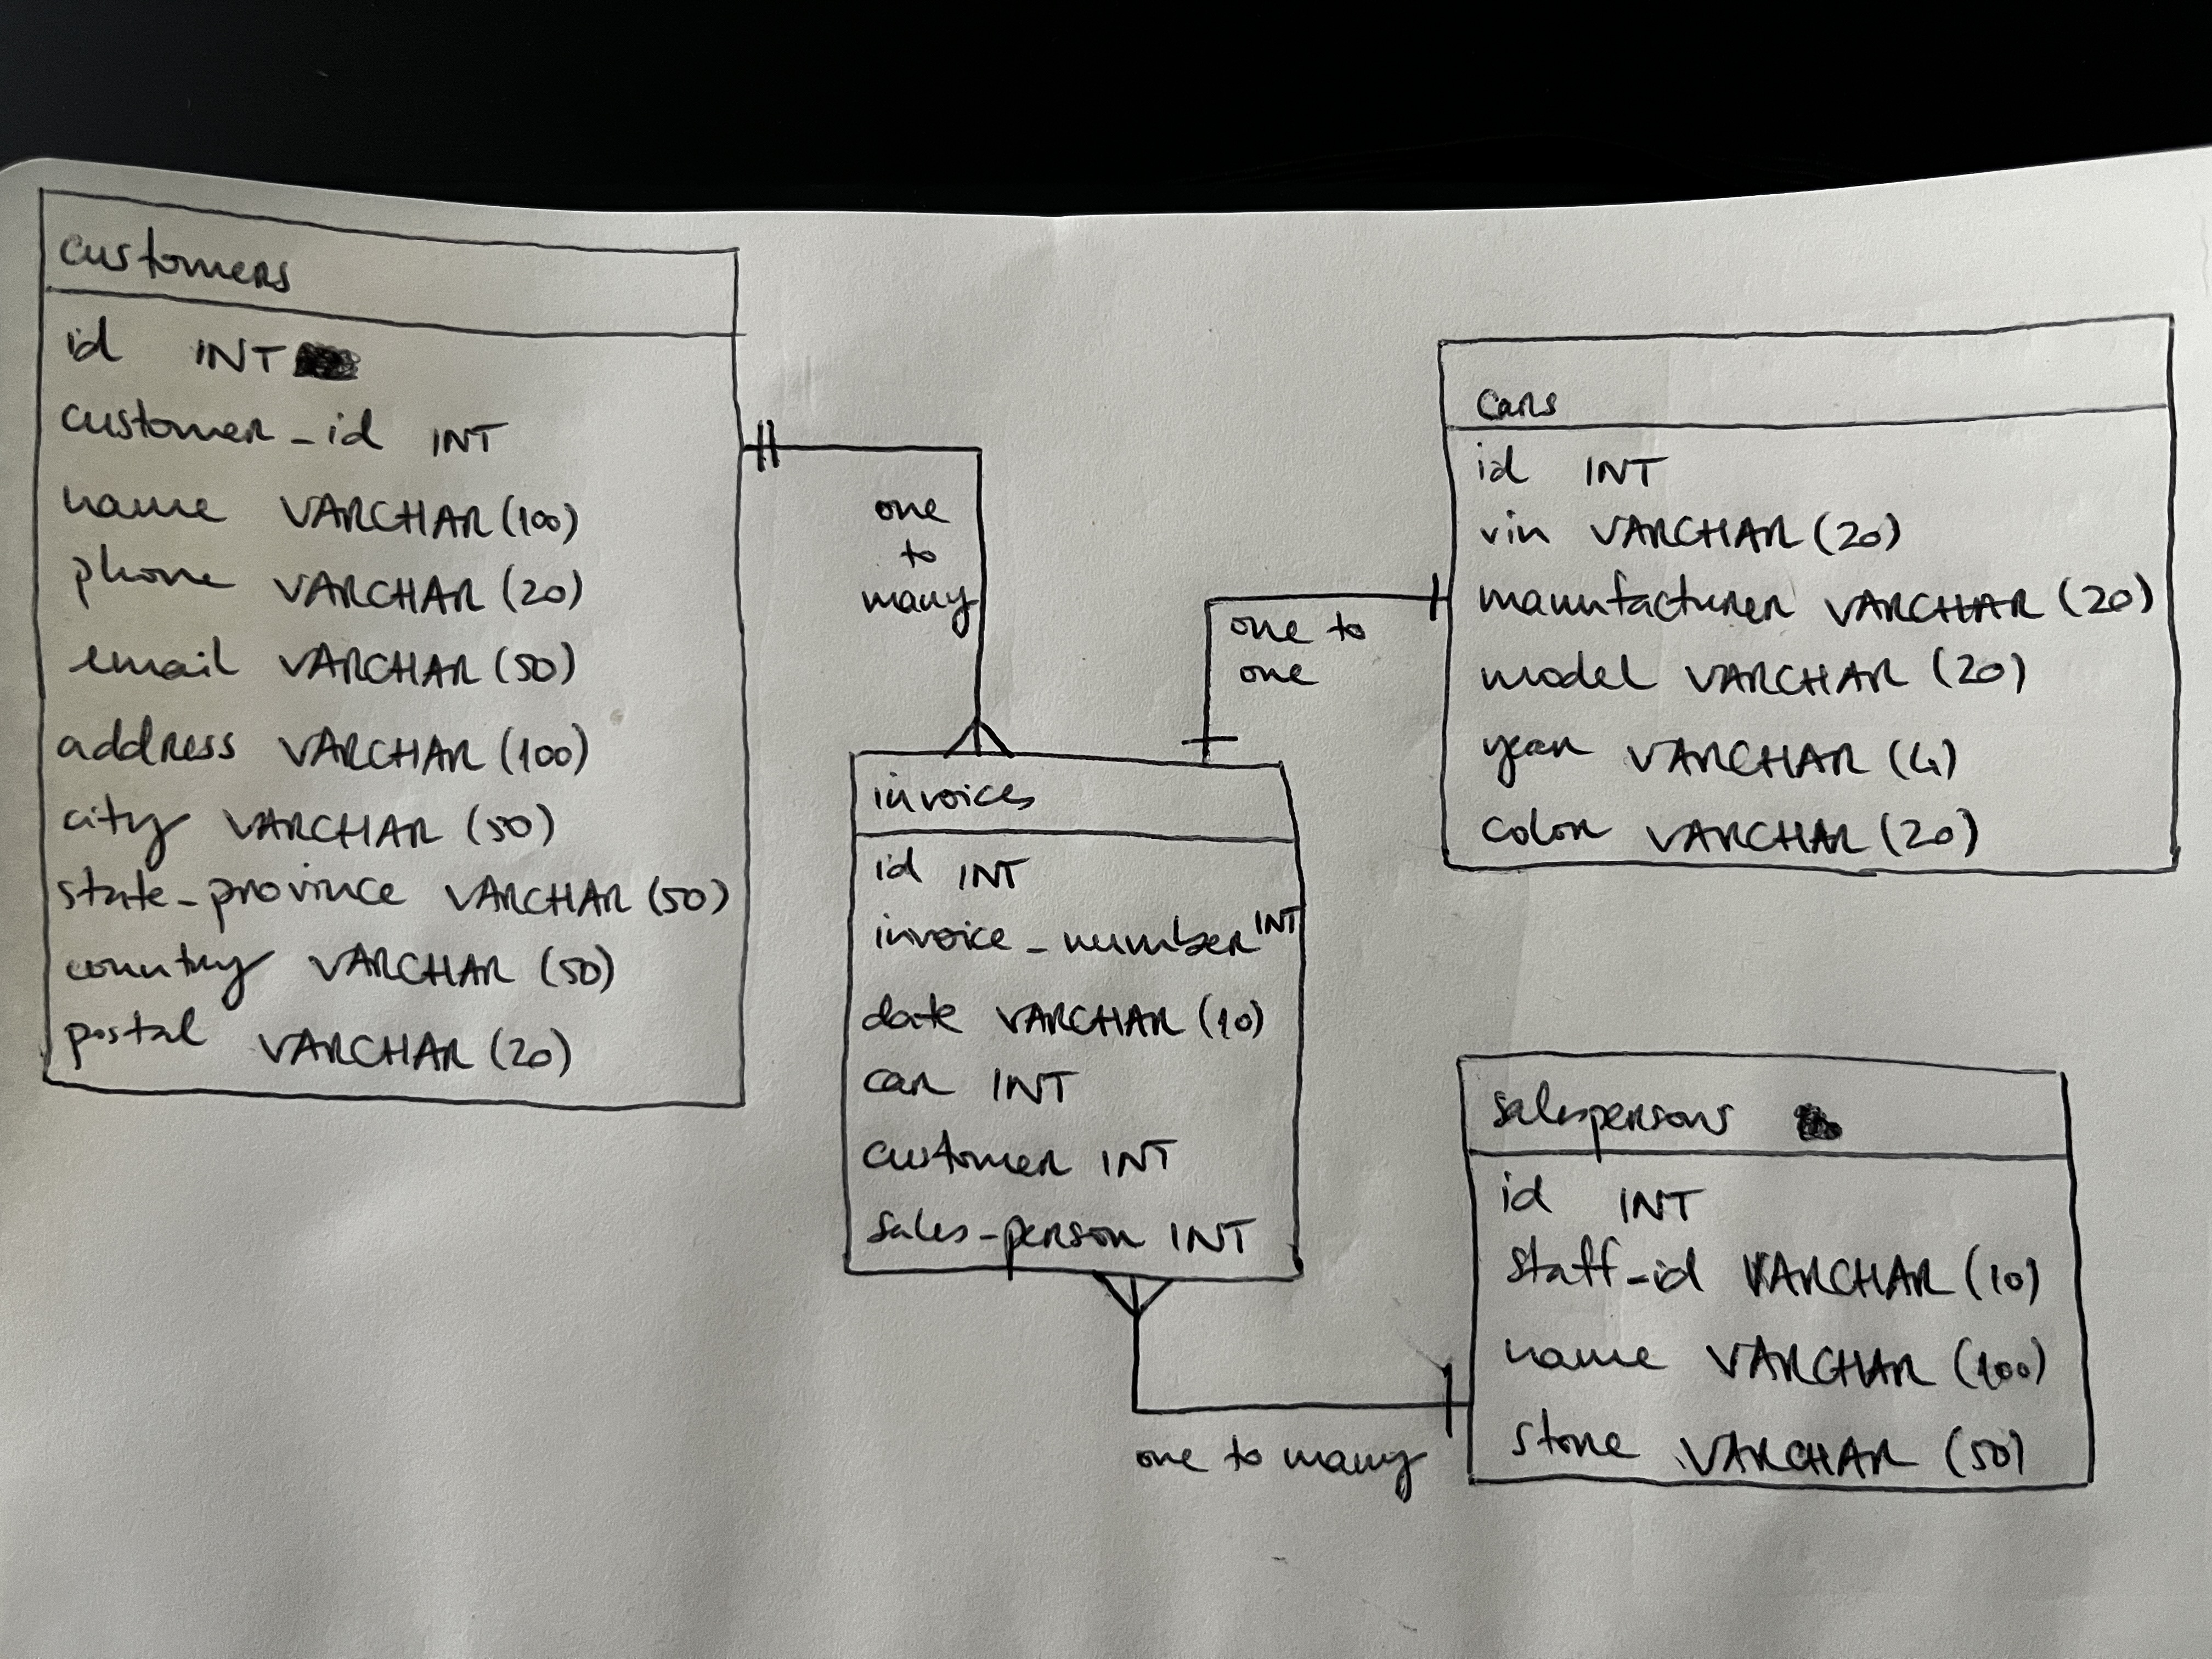 customers
id INT
customer_id INT
name VARCHAR (100)
phone VARCHAR (20)
email VARCHAR (50)
address VARCHAR (100)
city VARCHAR (50)
state_province VARCHAR (50)
country VARCHAR (50)
postal VARCHAR (20)
one
to
many
one to
one
cars
id INT
vin VARCHAR (20)
manufacturer VARCHAR (20)
model VARCHAR (20)
year VARCHAR (4)
color VARCHAR (20)
invoices
id INT
invoice_number INT
date VARCHAR (10)
car INT
customer INT
sales_person INT
one to many
salespersons
id INT
staff_id VARCHAR (10)
name VARCHAR (100)
store VARCHAR (50)